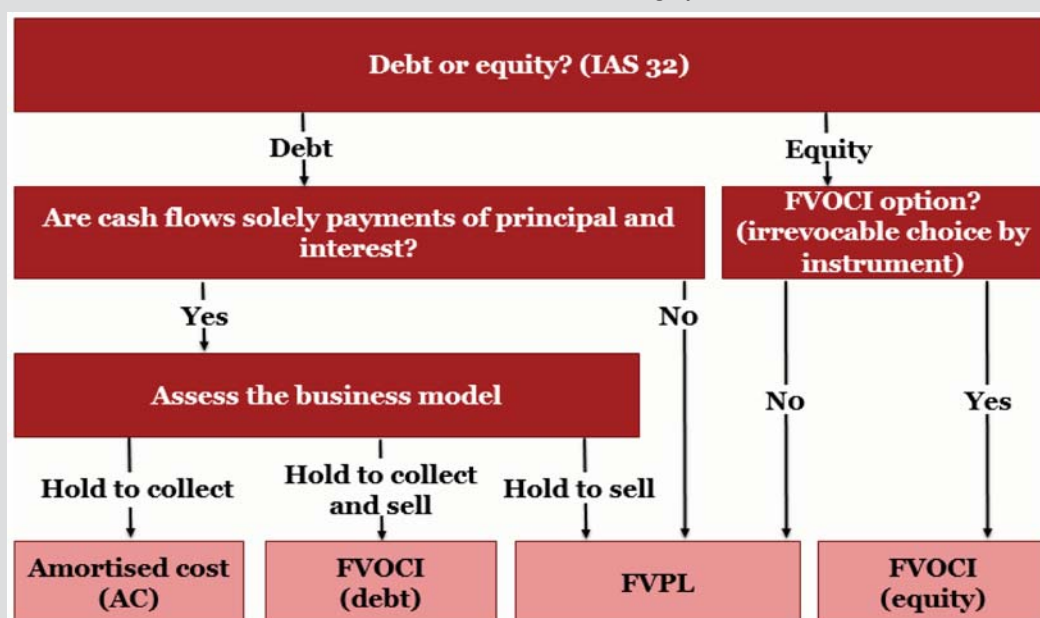 Debt or equity? (IAS 32)
Debt
Equity
Are cash flows solely payments of principal and
interest?
FVOCI option?
(irrevocable choice by
instrument)
Yes
No
Assess the business model
No
Yes
Hold to collect
Hold to collect
and sell
Hold to sell
Amortised cost
(AC)
FVOCI
(debt)
FVPL
FVOCI
(equity)